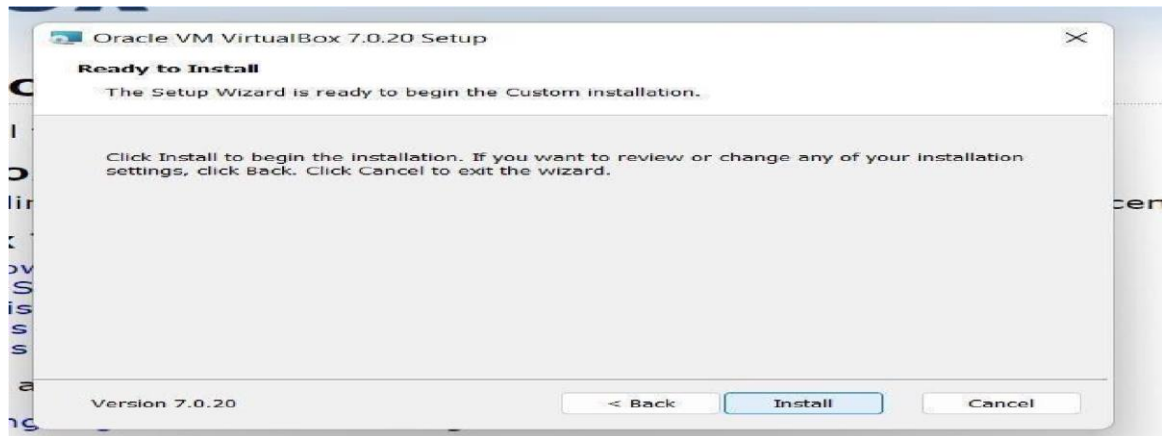 Oracle VM VirtualBox 7.0.20 Setup
Ready to Install
The Setup Wizard is ready to begin the Custom installation.
Click Install to begin the installation. If you want to review or change any of your installation
settings, click Back. Click Cancel to exit the wizard.
Version 7.0.20
< Back
Install
Cancel